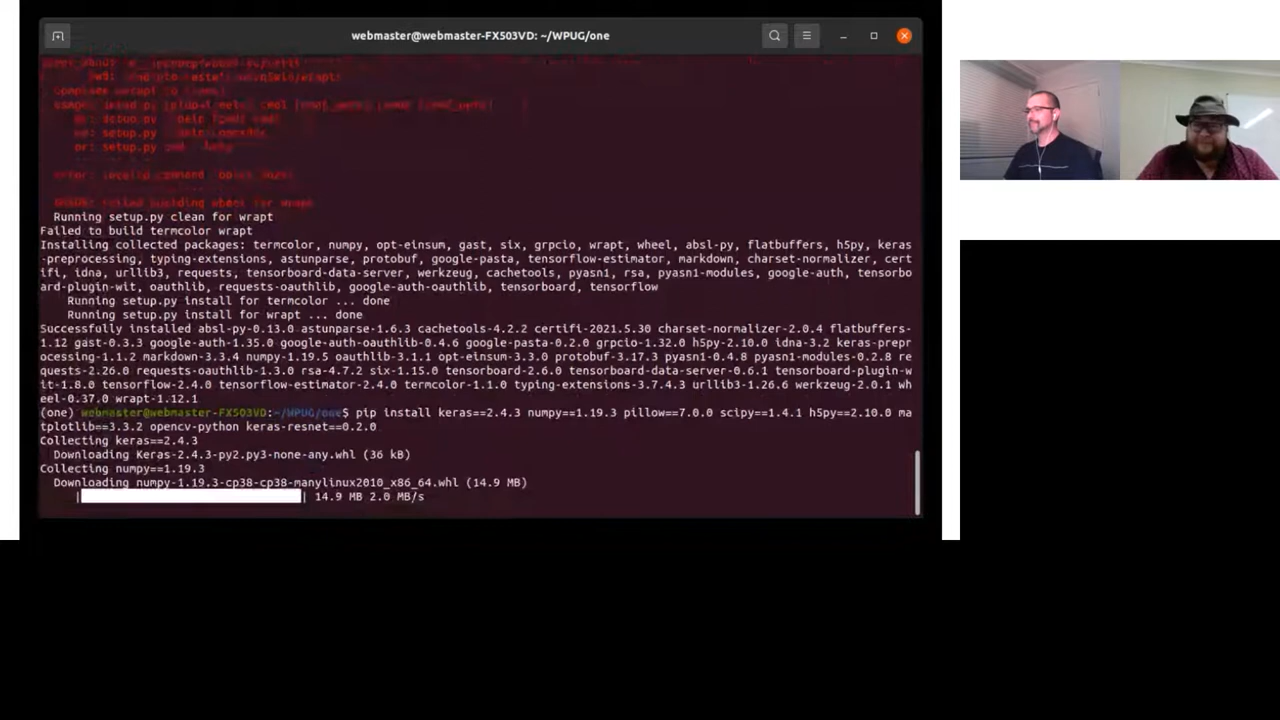 webmaster@webmaster-FX503VD: ~/WPUG/one
or: setup.py
Running setup.py clean for wrapt
Failed to build termcolor wrapt
Installing collected packages: termcolor, numpy, opt-einsum, gast, six, grpcio, wrapt, wheel, absl-py, flatbuffers, h5py, keras
-preprocessing, typing-extensions, astunparse, protobuf, google-pasta, tensorflow-estimator, markdown, charset-normalizer, cert
ifi, idna, urllib3, requests, tensorboard-data-server, werkzeug, cachetools, pyasn1, rsa, pyasn1-modules, google-auth, tensorbo
ard-plugin-wit, oauthlib, requests-oauthlib, google-auth-oauthlib, tensorboard, tensorflow
Running setup.py install for termcolor ... done
Running setup.py install for wrapt ... done
Successfully installed absl-py-0.13.0 astunparse-1.6.3 cachetools-4.2.2 certifi-2021.5.30 charset-normalizer-2.0.4 flatbuffers-
1.12 gast-0.3.3 google-auth-1.35.0 google-auth-oauthlib-0.4.6 google-pasta-0.2.0 grpcio-1.32.0 h5py-2.10.0 idna-3.2 keras-prepr
ocessing-1.1.2 markdown-3.3.4 numpy-1.19.5 oauthlib-3.1.1 opt-einsum-3.3.0 protobuf-3.17.3 pyasn1-0.4.8 pyasn1-modules-0.2.8 re
quests-2.26.0 requests-oauthlib-1.3.0 rsa-4.7.2 six-1.15.0 tensorboard-2.6.0 tensorboard-data-server-0.6.1 tensorboard-plugin-w
it-1.8.0 tensorflow-2.4.0 tensorflow-estimator-2.4.0 termcolor-1.1.0 typing-extensions-3.7.4.3 urllib3-1.26.6 werkzeug-2.0.1 wh
eel-0.37.0 wrapt-1.12.1
(one) webmaster@webmaster-FX503VD:~/WPUG/one$ pip install keras==2.4.3 numpy==1.19.3 pillow==7.0.0 scipy==1.4.1 h5py==2.10.0 ma
tplotlib==3.3.2 opencv-python keras-resnet==0.2.0
Collecting keras==2.4.3
Downloading Keras-2.4.3-py2.py3-none-any.whl (36 kB)
Collecting numpy==1.19.3
Downloading numpy-1.19.3-cp38-cp38-manylinux2010_x86_64.whl (14.9 MB)
| | 14.9 MB 2.0 MB/s